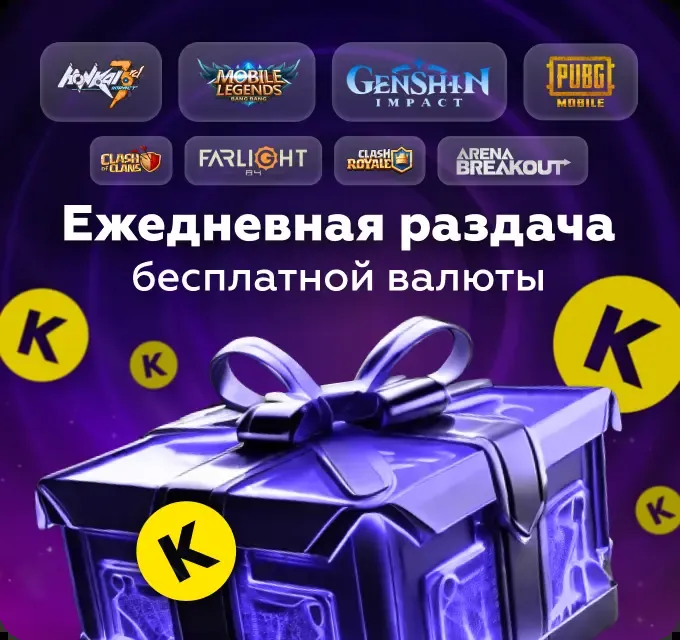 HONKAI 3rd IMPACT
MOBILE LEGENDS BANG BANG
GENSHIN IMPACT
PUBG MOBILE
CLASH OF CLANS
FARLIGHT 84
CLASH ROYALE
ARENA BREAKOUT
Ежедневная раздача
бесплатной валюты
K
K
K
K
K